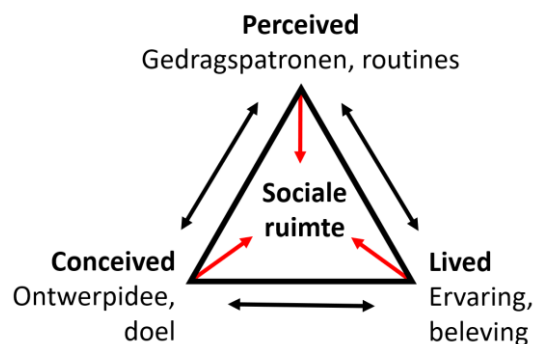 Perceived
Gedragspatronen, routines
Sociale
ruimte
Conceived
Ontwerpidee,
doel
Lived
Ervaring,
beleving